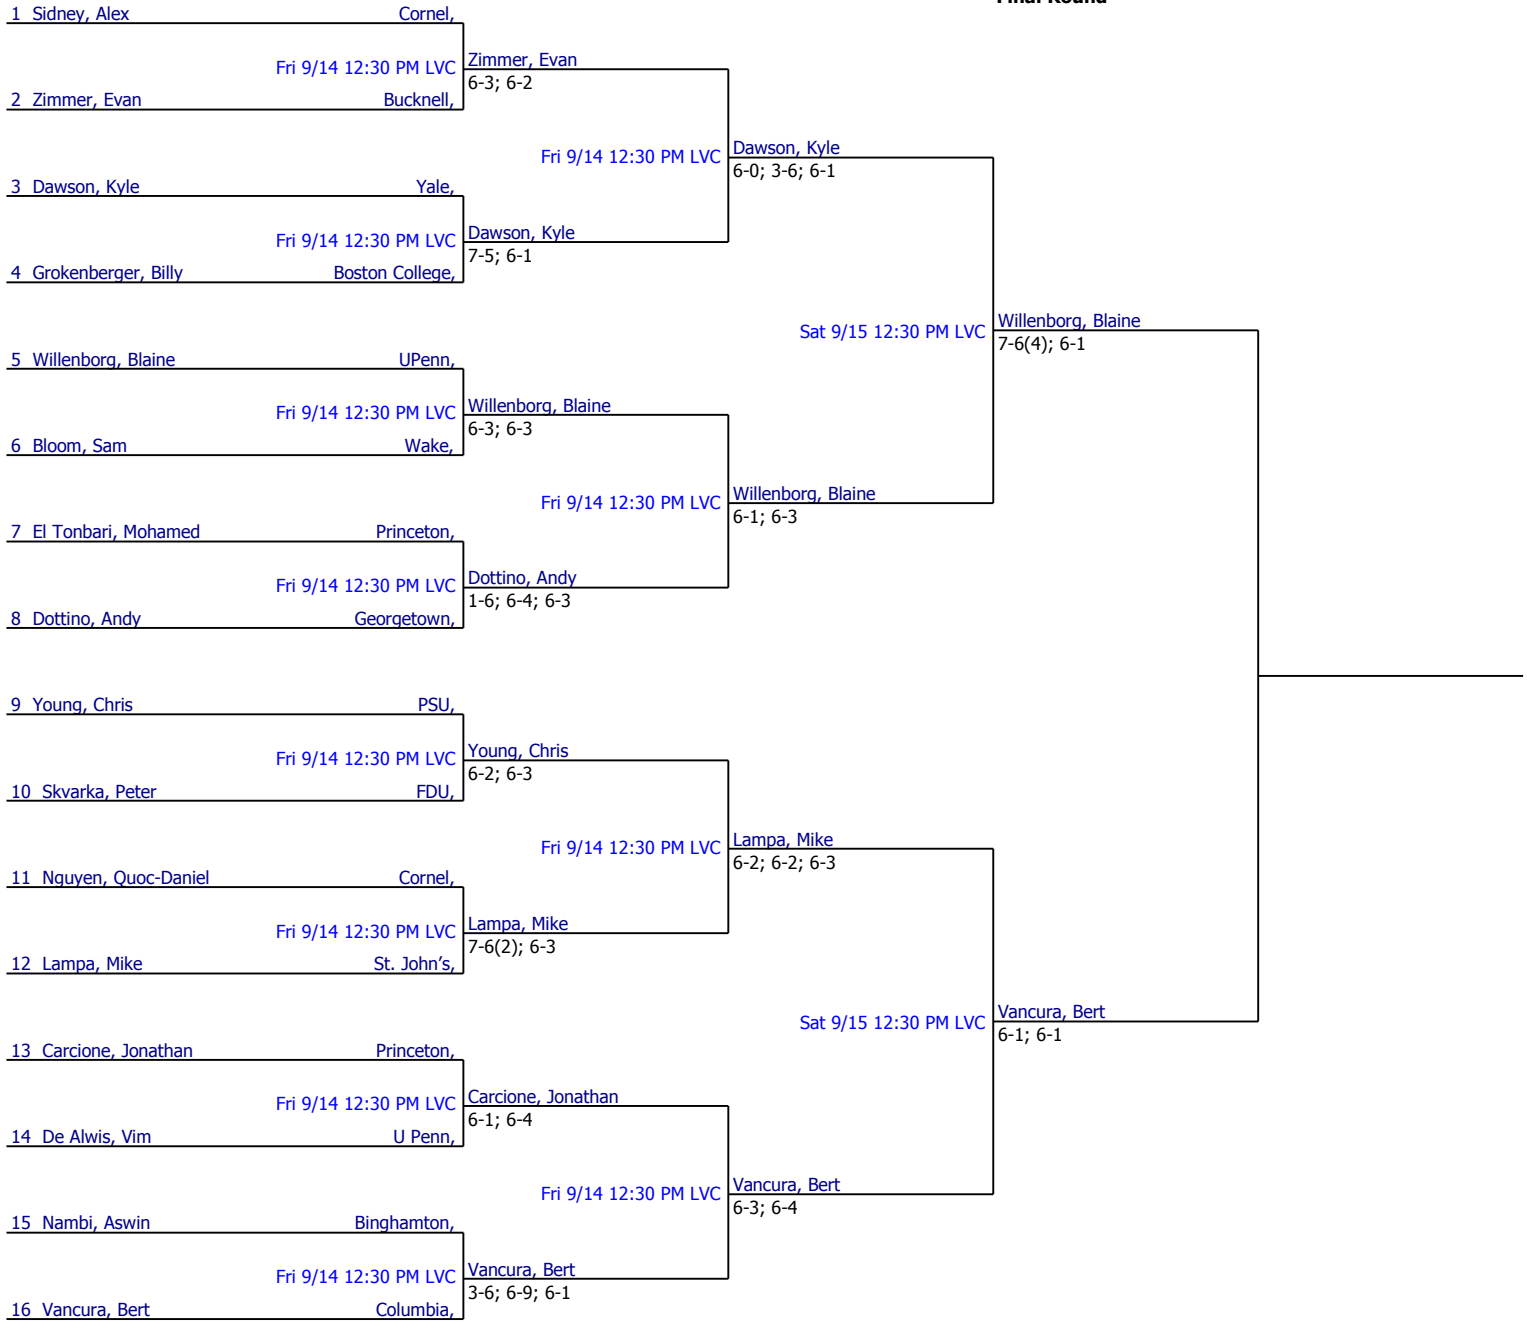 Final Round
1 Sidney, Alex Cornel,
Fri 9/14 12:30 PM LVC Zimmer, Evan
6-3; 6-2
2 Zimmer, Evan Bucknell,
Fri 9/14 12:30 PM LVC Dawson, Kyle
6-0; 3-6; 6-1
3 Dawson, Kyle Yale,
Fri 9/14 12:30 PM LVC Dawson, Kyle
7-5; 6-1
4 Grokenberger, Billy Boston College,
Sat 9/15 12:30 PM LVC Willenborg, Blaine
7-6(4); 6-1
5 Willenborg, Blaine UPenn,
Fri 9/14 12:30 PM LVC Willenborg, Blaine
6-3; 6-3
6 Bloom, Sam Wake,
Fri 9/14 12:30 PM LVC Willenborg, Blaine
6-1; 6-3
7 El Tonbari, Mohamed Princeton,
Fri 9/14 12:30 PM LVC Dottino, Andy
1-6; 6-4; 6-3
8 Dottino, Andy Georgetown,
9 Young, Chris PSU,
Fri 9/14 12:30 PM LVC Young, Chris
6-2; 6-3
10 Skvarka, Peter FDU,
Fri 9/14 12:30 PM LVC Lampa, Mike
6-2; 6-2; 6-3
11 Nguyen, Quoc-Daniel Cornel,
Fri 9/14 12:30 PM LVC Lampa, Mike
7-6(2); 6-3
12 Lampa, Mike St. John’s,
Sat 9/15 12:30 PM LVC Vancura, Bert
6-1; 6-1
13 Carcione, Jonathan Princeton,
Fri 9/14 12:30 PM LVC Carcione, Jonathan
6-1; 6-4
14 De Alwis, Vim U Penn,
Fri 9/14 12:30 PM LVC Vancura, Bert
6-3; 6-4
15 Nambi, Aswin Binghamton,
Fri 9/14 12:30 PM LVC Vancura, Bert
3-6; 6-9; 6-1
16 Vancura, Bert Columbia,